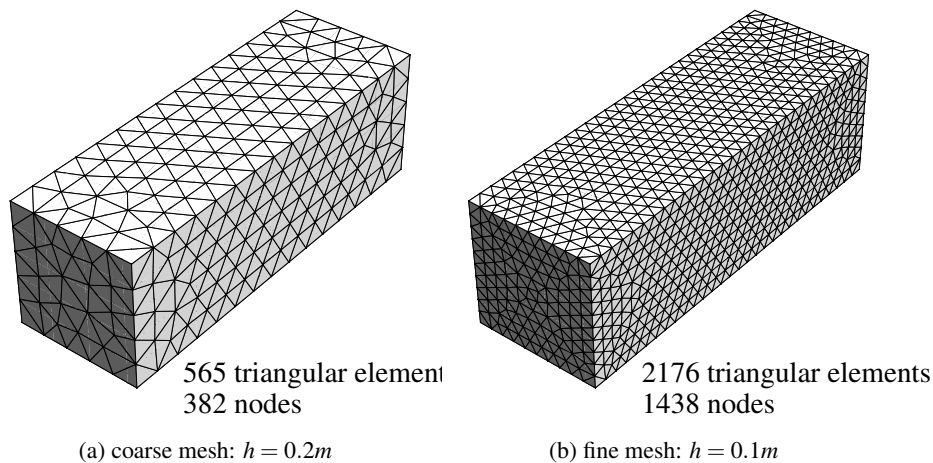 565 triangular element
382 nodes
2176 triangular elements
1438 nodes
(a) coarse mesh: h = 0.2m
(b) fine mesh: h = 0.1m